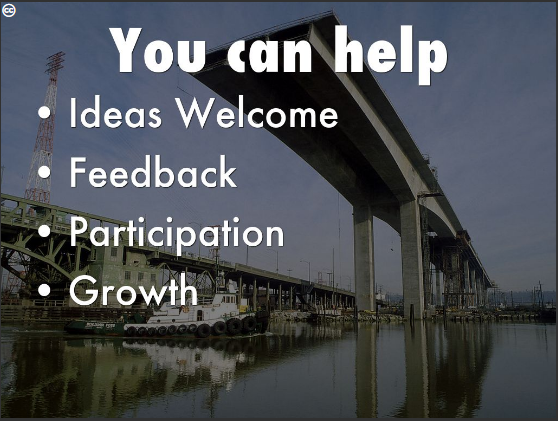 You can help
• Ideas Welcome
• Feedback
• Participation
• Growth